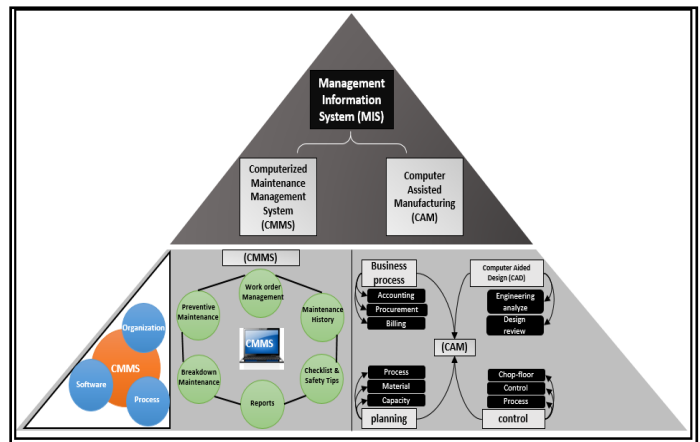 Management
Information
System (MIS)
Computerized
Maintenance
Management
System
(CMMS)
Computer
Assisted
Manufacturing
(CAM)
Organization
CMMS
Software
Process
(CMMS)
Work order
Management
Preventive
Maintenance
Maintenance
History
CMMS
Breakdown
Maintenance
Checklist &
Safety Tips
Reports
Business
process
Accounting
Procurement
Billing
Computer Aided
Design (CAD)
Engineering
analyze
Design
review
(CAM)
Process
Material
Capacity
planning
Chop-floor
Control
Process
control